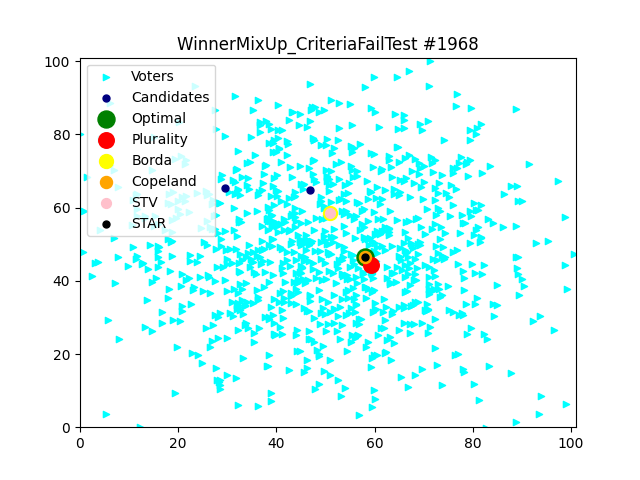 WinnerMixUp_CriteriaFailTest #1968
100
80
60
40
20
0
0
20
40
60
80
100
Voters
Candidates
Optimal
Plurality
Borda
Copeland
STV
STAR